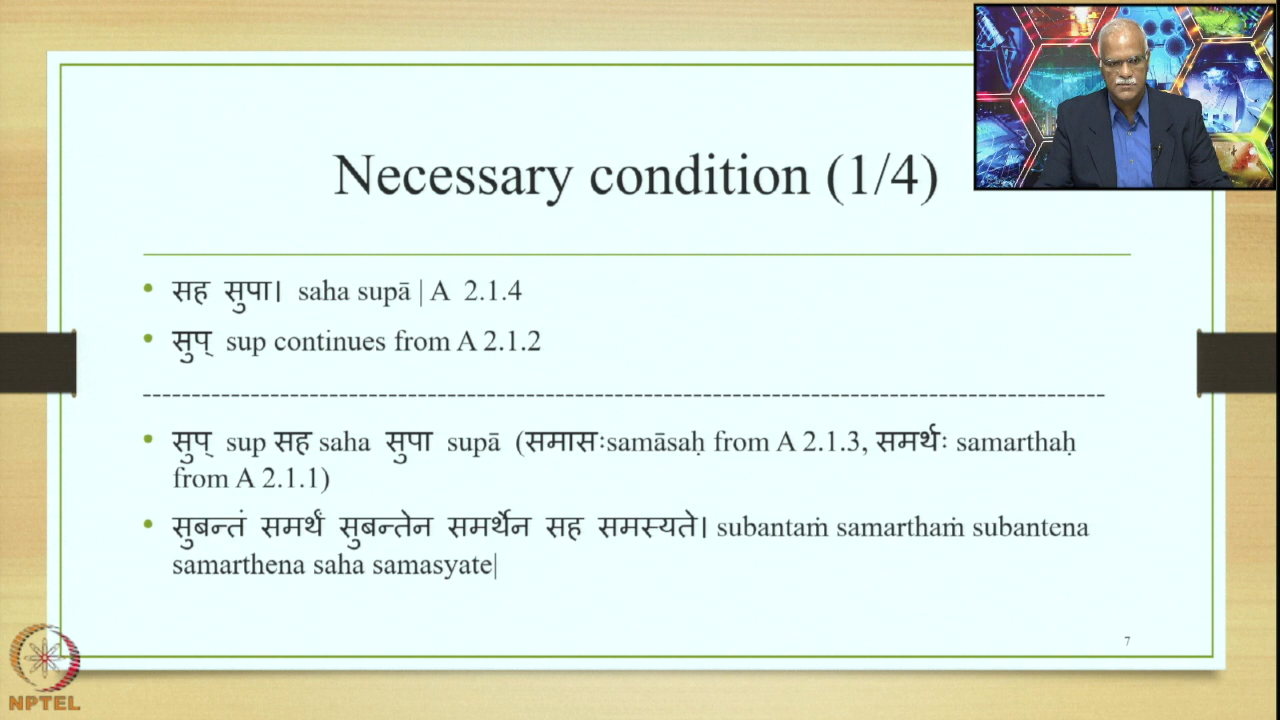 Necessary condition (1/4)
• सह सुपा। saha supā | A 2.1.4
• सुप् sup continues from A 2.1.2
--------------------------------------------------------------------------------
• सुप् sup सह saha सुपा supā (समासःsamāsaḥ from A 2.1.3, समर्थः samarthaḥ
from A 2.1.1)
• सुबन्तं समर्थं सुबन्तेन समर्थेन सह समस्यते। subantaṁ samarthaṁ subantena
samarthena saha samasyate|
7
NPTEL